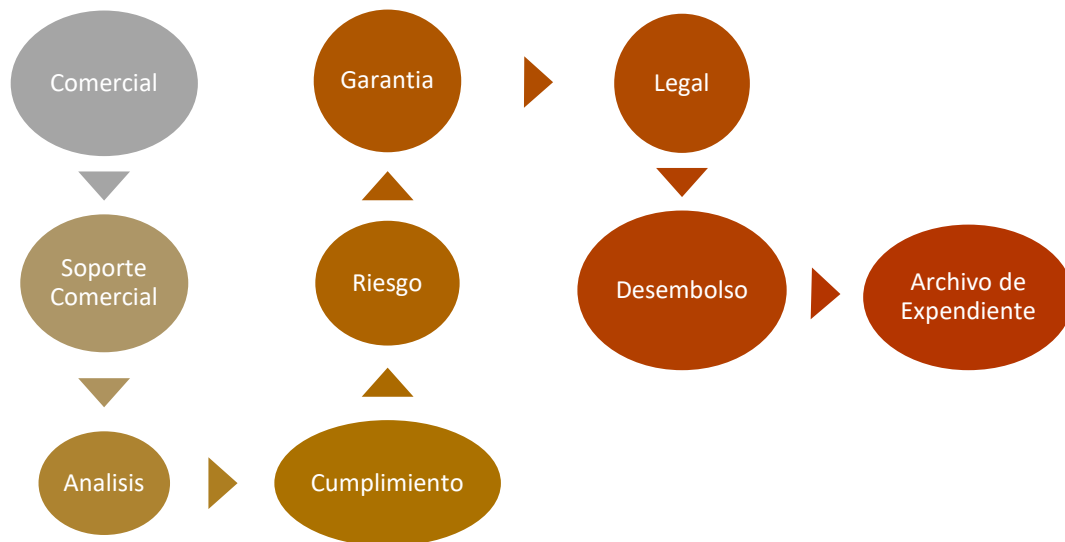 Comercial
Soporte
Comercial
Analisis
Cumplimiento
Riesgo
Garantia
Legal
Desembolso
Archivo de
Expendiente